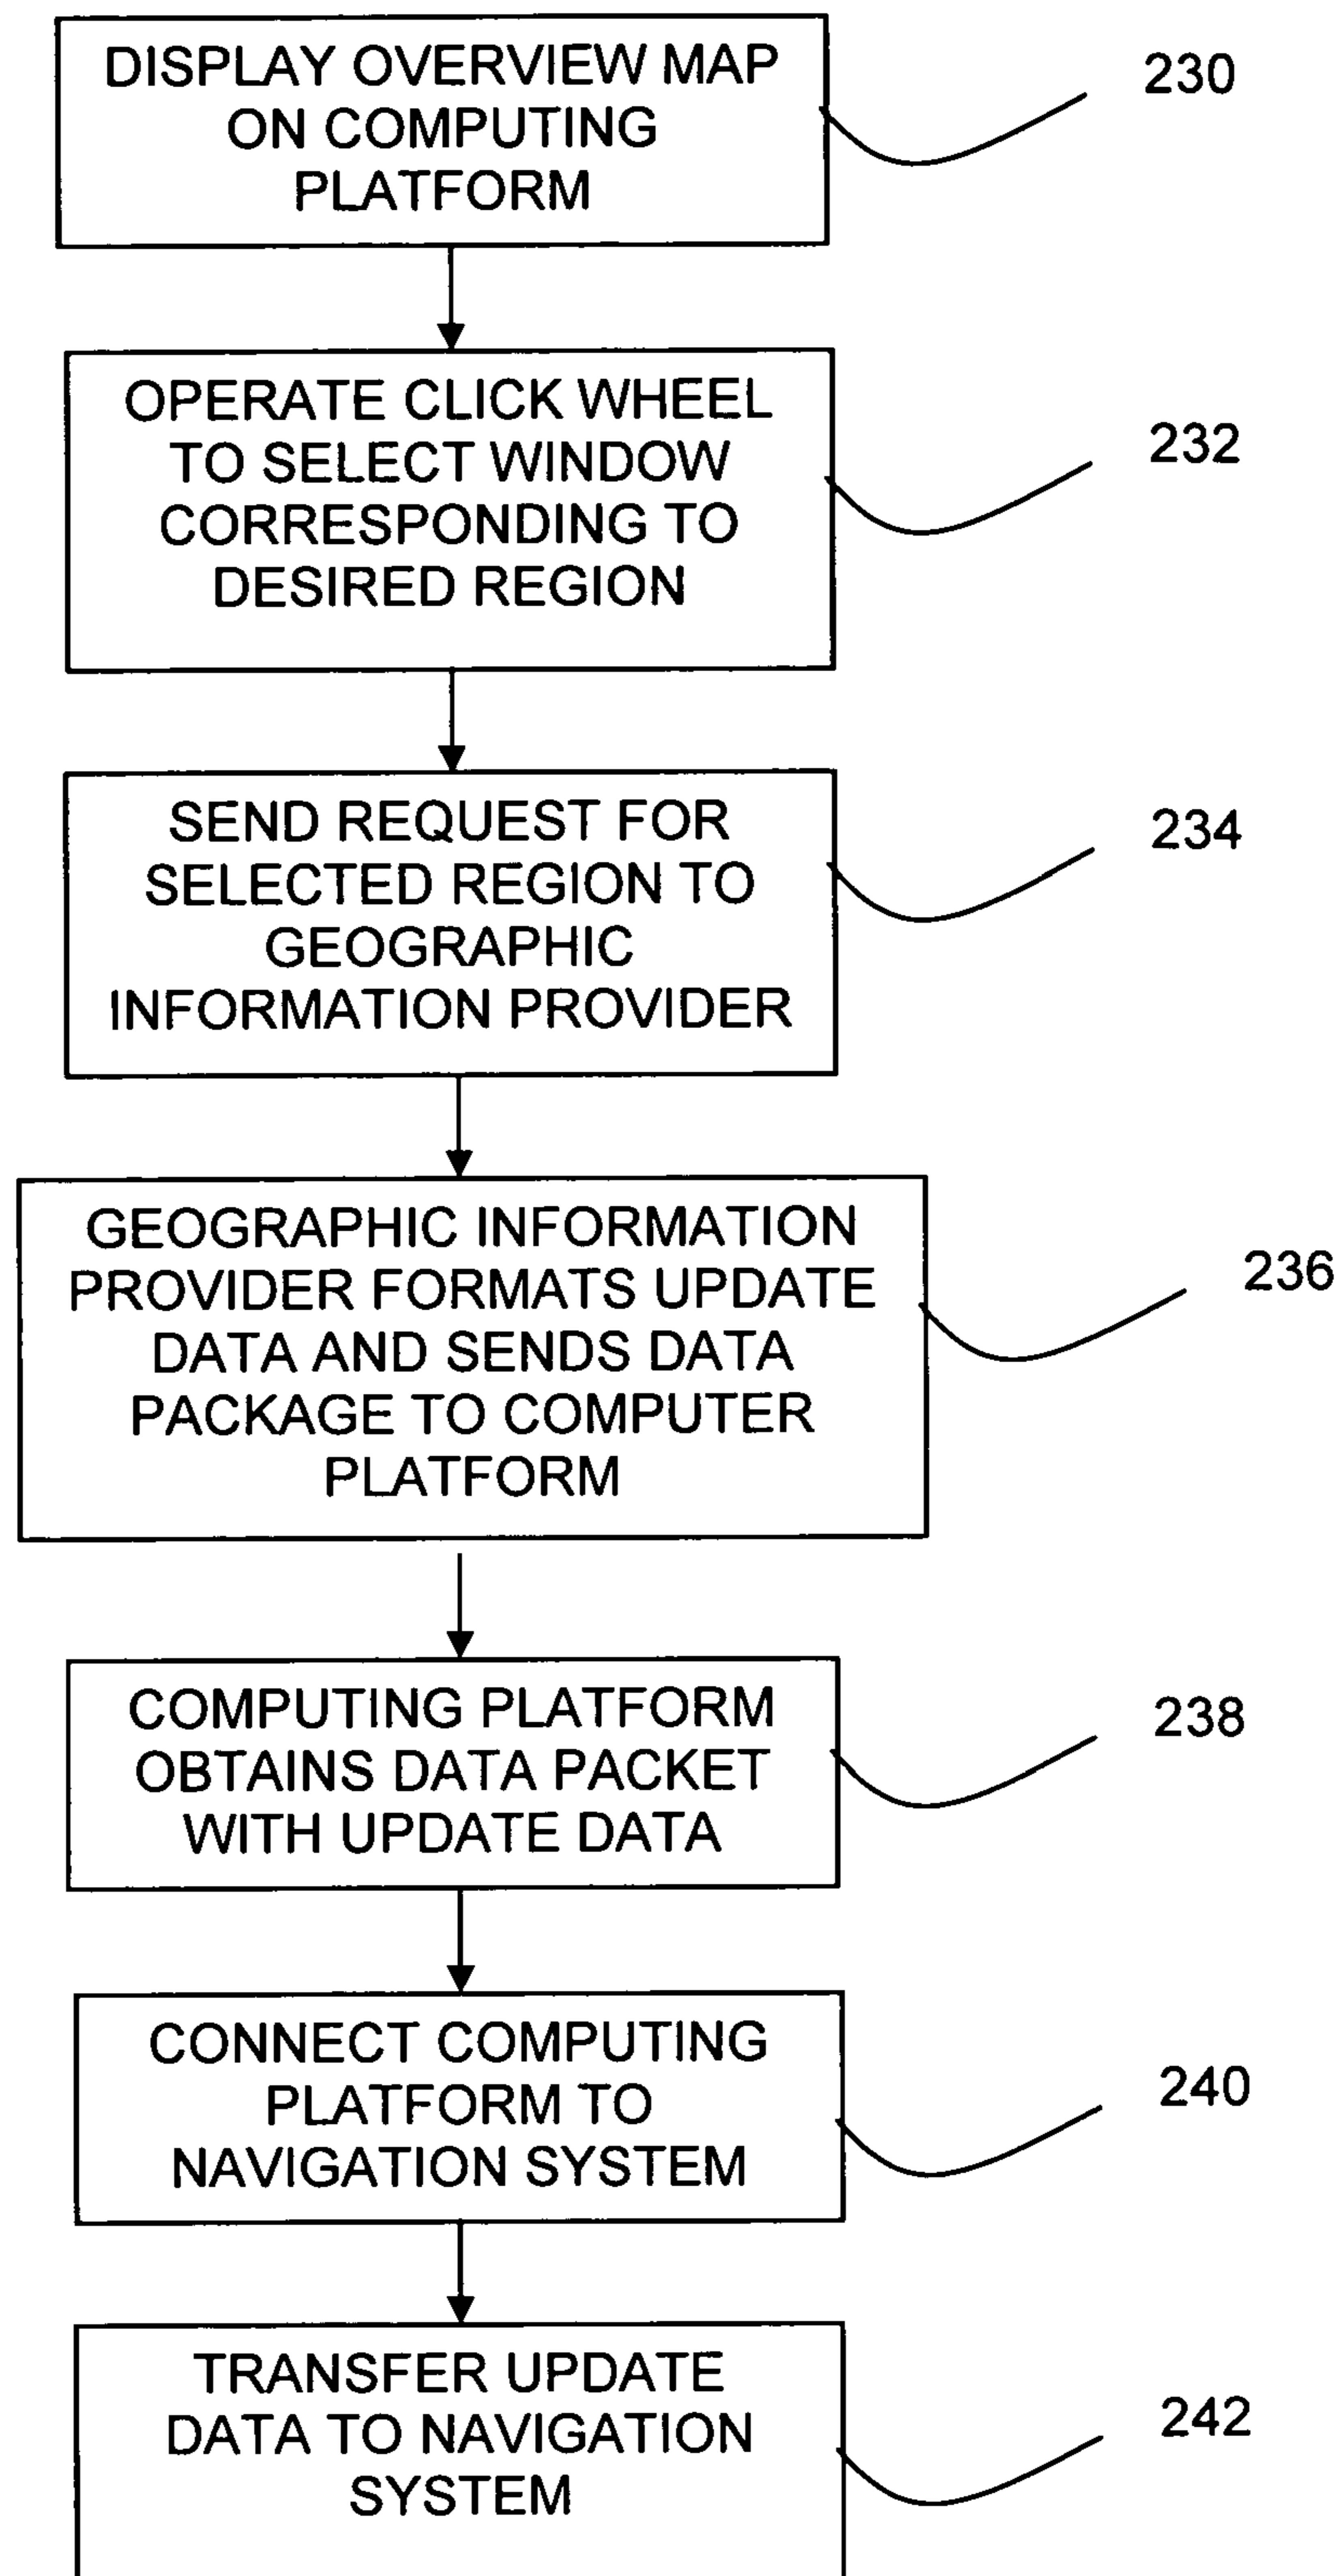 DISPLAY OVERVIEW MAP
ON COMPUTING
PLATFORM
230
OPERATE CLICK WHEEL
TO SELECT WINDOW
CORRESPONDING TO
DESIRED REGION
232
SEND REQUEST FOR
SELECTED REGION TO
GEOGRAPHIC
INFORMATION PROVIDER
234
GEOGRAPHIC INFORMATION
PROVIDER FORMATS UPDATE
DATA AND SENDS DATA
PACKAGE TO COMPUTER
PLATFORM
236
COMPUTING PLATFORM
OBTAINS DATA PACKET
WITH UPDATE DATA
238
CONNECT COMPUTING
PLATFORM TO
NAVIGATION SYSTEM
240
TRANSFER UPDATE
DATA TO NAVIGATION
SYSTEM
242